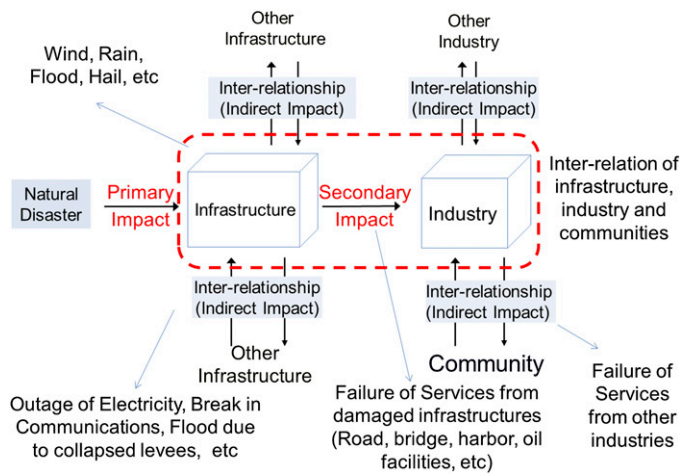 Other
Infrastructure
Other
Industry
Wind, Rain,
Flood, Hail, etc
Inter-relationship
(Indirect Impact)
Inter-relationship
(Indirect Impact)
Natural
Disaster
Primary
Impact
Infrastructure
Secondary
Impact
Industry
Inter-relation of
infrastructure,
industry and
communities
Inter-relationship
(Indirect Impact)
Inter-relationship
(Indirect Impact)
Other
Infrastructure
Community
Outage of Electricity, Break in
Communications, Flood due
to collapsed levees, etc
Failure of Services from
damaged infrastructures
(Road, bridge, harbor, oil
facilities, etc)
Failure of
Services
from other
industries